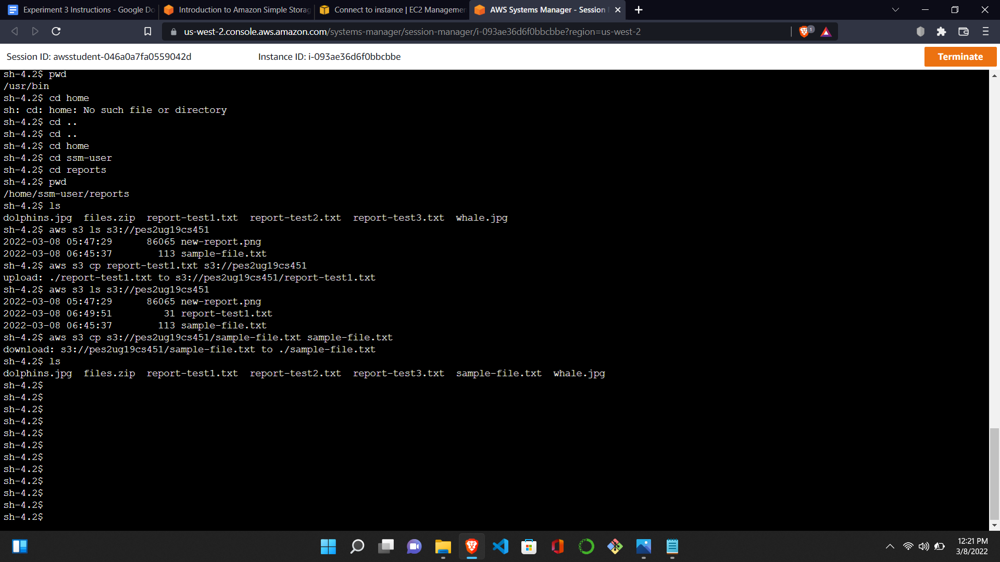 Experiment 3 Instructions - Google Do
Introduction to Amazon Simple Storag
Connect to instance | EC2 Managemen
AWS Systems Manager - Session
us-west-2.console.aws.amazon.com/systems-manager/session-manager/i-093ae36d6f0bbcbbe?region=us-west-2
1
Session ID: awsstudent-046a0a7fa0559042d
Instance ID: i-093ae36d6f0bbcbbe
Terminate
sh-4.2$ pwd
/usr/bin
sh-4.2$ cd home
sh: cd: home: No such file or directory
sh-4.2$ cd ..
sh-4.2$ cd ..
sh-4.2$ cd home
sh-4.2$ cd ssm-user
sh-4.2$ cd reports
sh-4.2$ pwd
/home/ssm-user/reports
sh-4.2$ ls
dolphins.jpg  files.zip  report-test1.txt  report-test2.txt  report-test3.txt  whale.jpg
sh-4.2$ aws s3 ls s3://pes2ug19cs451
2022-03-08 05:47:29      86065 new-report.png
2022-03-08 06:45:37        113 sample-file.txt
sh-4.2$ aws s3 cp report-test1.txt s3://pes2ug19cs451
upload: ./report-test1.txt to s3://pes2ug19cs451/report-test1.txt
sh-4.2$ aws s3 ls s3://pes2ug19cs451
2022-03-08 05:47:29      86065 new-report.png
2022-03-08 06:49:51         31 report-test1.txt
2022-03-08 06:45:37        113 sample-file.txt
sh-4.2$ aws s3 cp s3://pes2ug19cs451/sample-file.txt sample-file.txt
download: s3://pes2ug19cs451/sample-file.txt to ./sample-file.txt
sh-4.2$ ls
dolphins.jpg  files.zip  report-test1.txt  report-test2.txt  report-test3.txt  sample-file.txt  whale.jpg
sh-4.2$
sh-4.2$
sh-4.2$
sh-4.2$
sh-4.2$
sh-4.2$
sh-4.2$
sh-4.2$
sh-4.2$
sh-4.2$
sh-4.2$
sh-4.2$
12:21 PM
3/8/2022